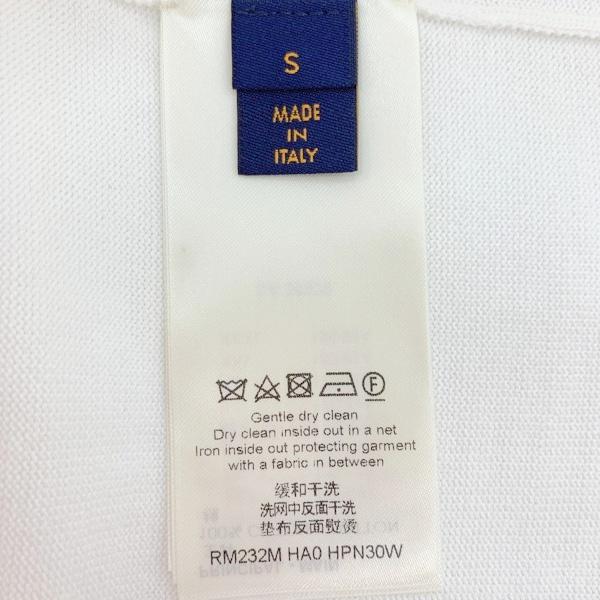 S
MADE
IN
ITALY
F
Gentle dry clean
Dry clean inside out in a net
Iron inside out protecting garment
with a fabric in between
缓和干洗
洗网中反面干洗
垫布反面熨烫
RM232M HA0 HPN30W